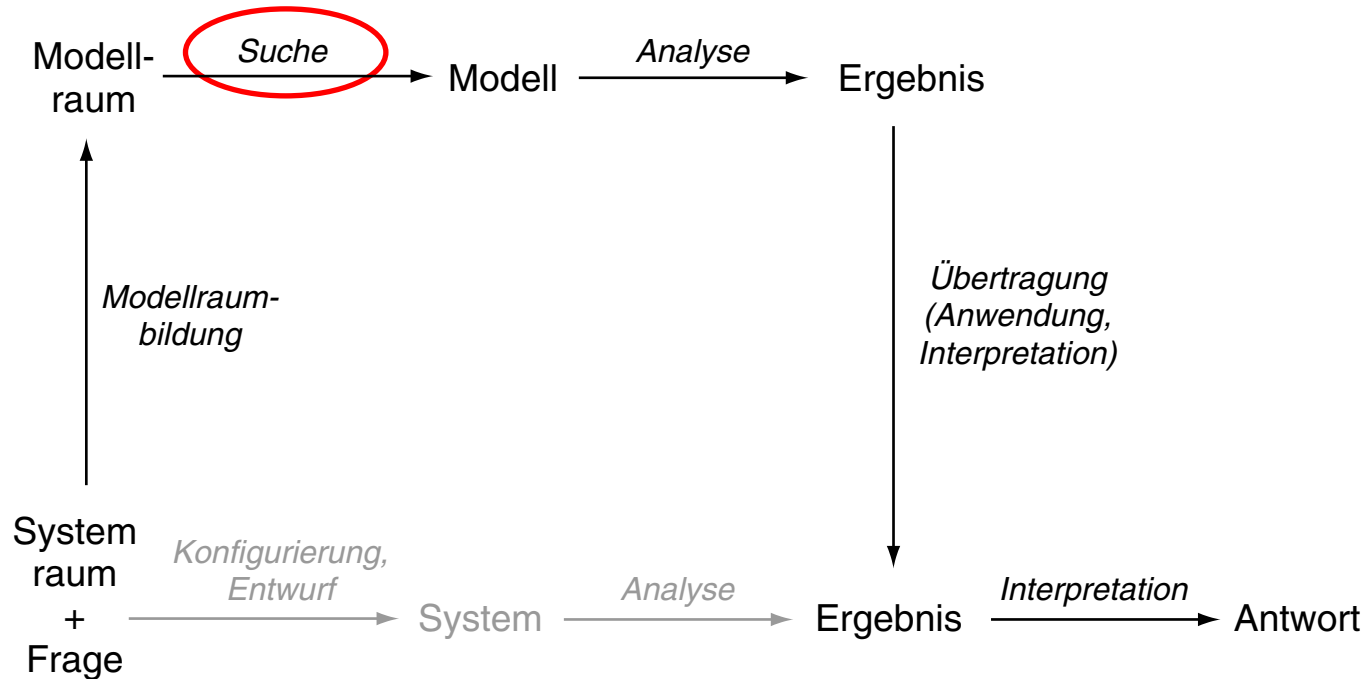 Modell-
raum
Suche
Modell
Analyse
Ergebnis
Modellraum-
bildung
Übertragung
(Anwendung,
Interpretation)
System
raum
+
Frage
Konfigurierung,
Entwurf
System
Analyse
Ergebnis
Interpretation
Antwort